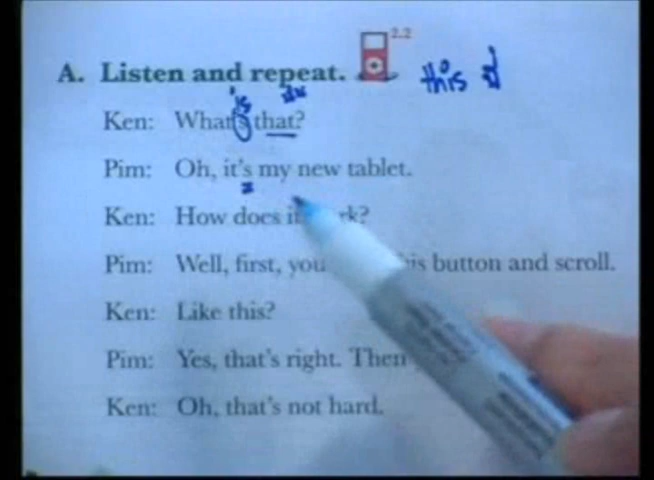 2.2
A. Listen and repeat. this
is
Ken: What's that?
Pim: Oh, it's my new tablet.
Ken: How does it
Pim: Well, first, you button and scroll.
Ken: Like this?
Pim: Yes, that's right. Then
Ken: Oh, that's not hard.